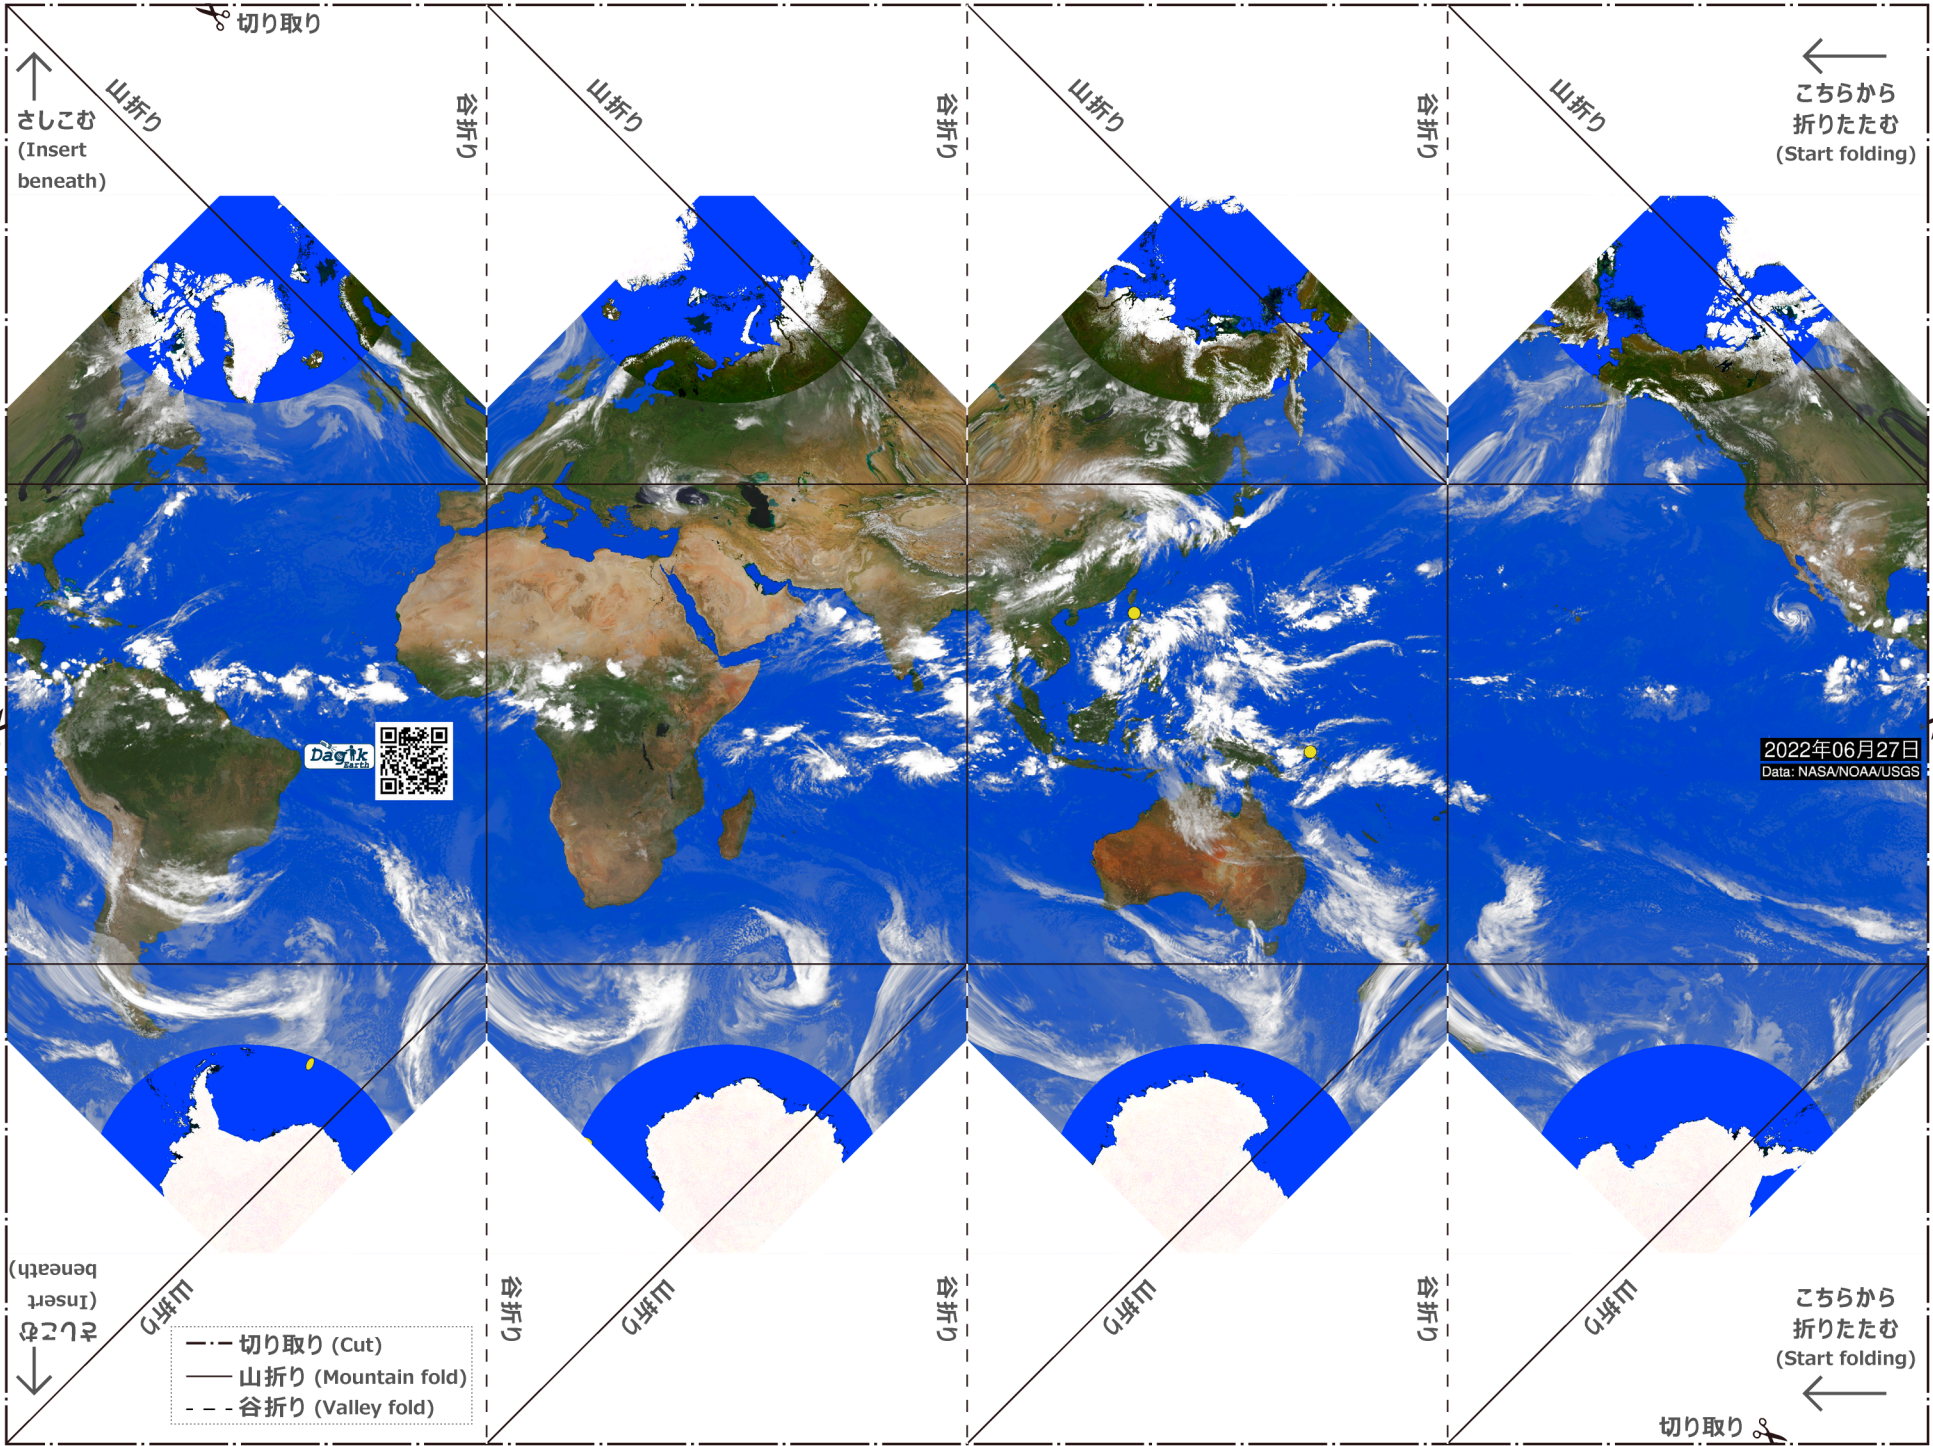 切り取り
さしこむ
(Insert
beneath)
山折り
谷折り
山折り
谷折り
山折り
谷折り
山折り
こちらから
折りたたむ
(Start folding)
Dagik
Earth
2022年06月27日
Data: NASA/NOAA/USGS
さしこむ
(Insert
beneath)
山折り
谷折り
山折り
谷折り
山折り
谷折り
山折り
こちらから
折りたたむ
(Start folding)
切り取り (Cut)
山折り (Mountain fold)
谷折り (Valley fold)
切り取り